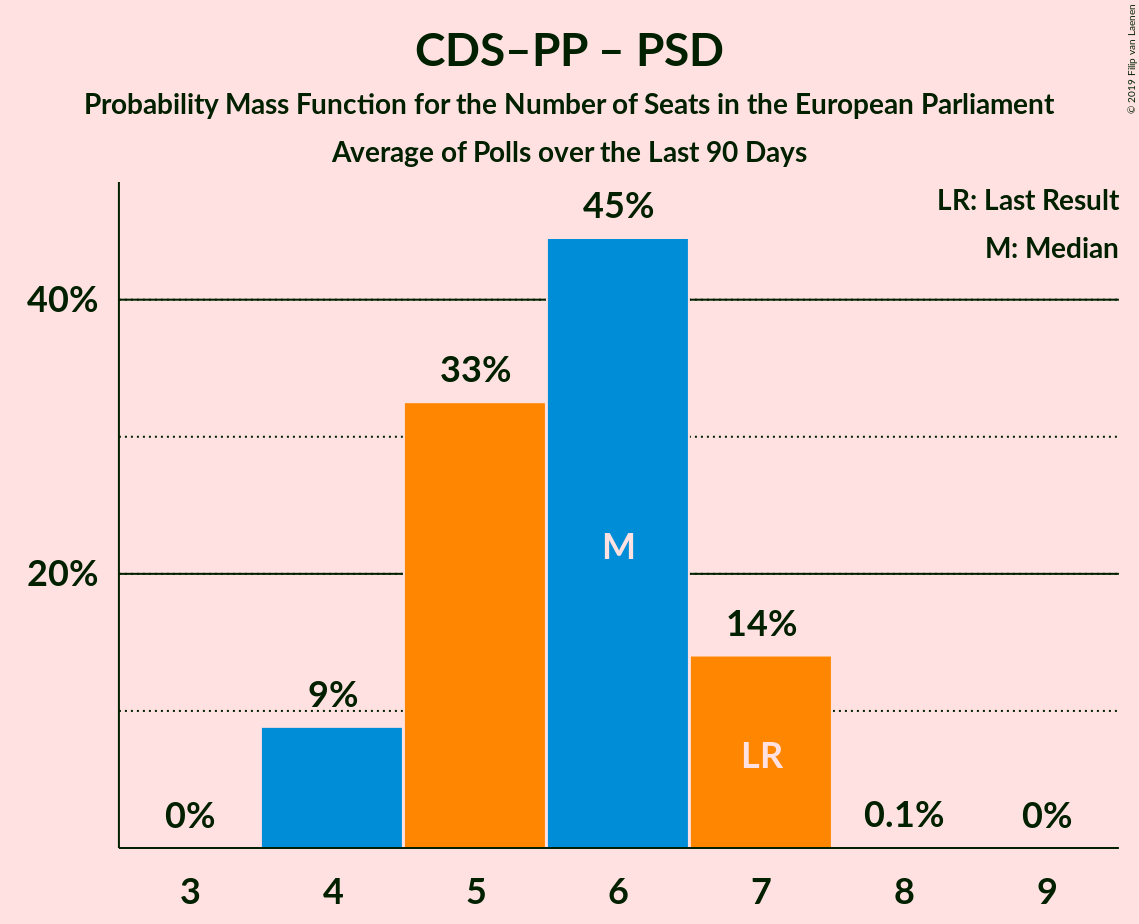 CDS–PP – PSD
Probability Mass Function for the Number of Seats in the European Parliament
Average of Polls over the Last 90 Days
© 2019 Filip van Laenen
LR: Last Result
M: Median
45%
40%
33%
M
20%
14%
9%
LR
0%
0.1%
0%
3 4 5 6 7 8 9